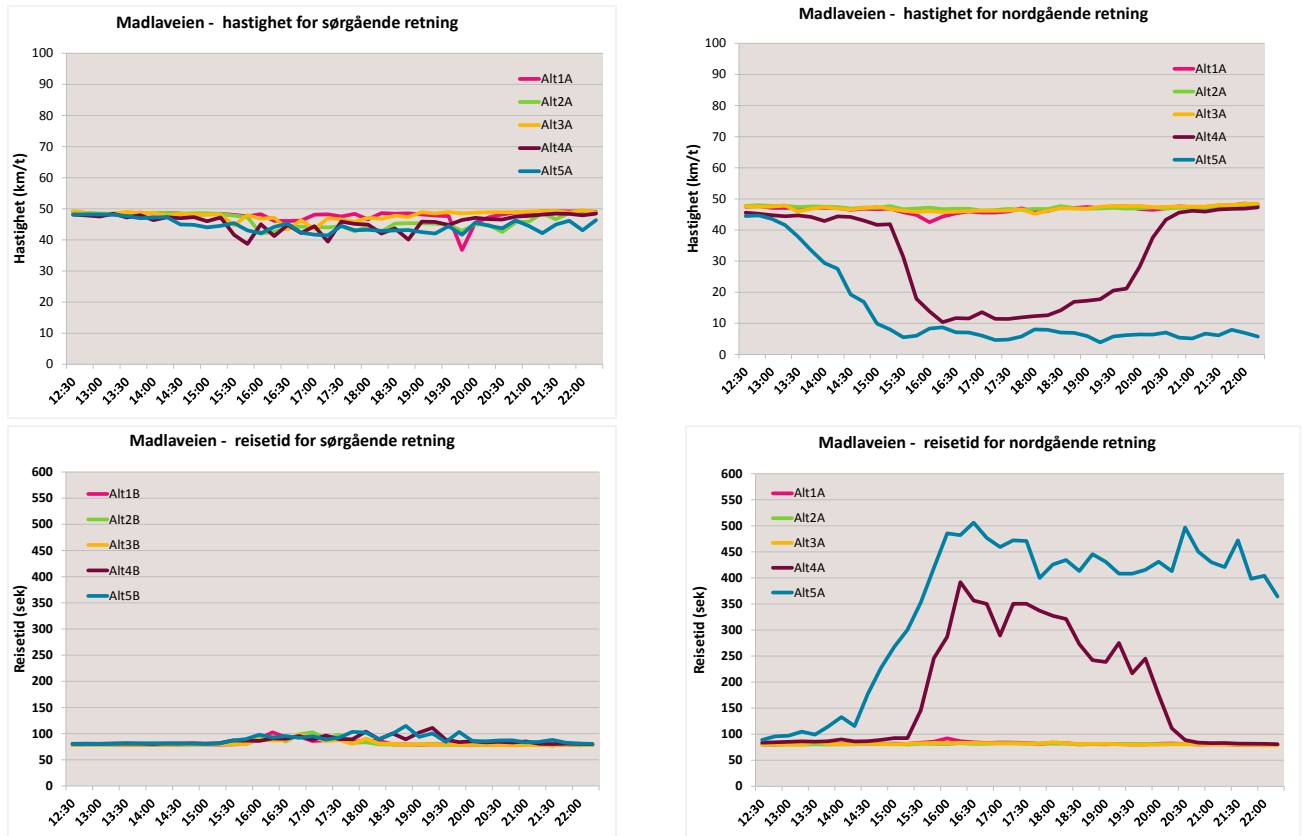 Madlaveien -  hastighet for sørgående retning
Hastighet (km/t)
100
90
80
70
60
50
40
30
20
10
0
Alt1A
Alt2A
Alt3A
Alt4A
Alt5A
12:30 13:00 13:30 14:00 14:30 15:00 15:30 16:00 16:30 17:00 17:30 18:00 18:30 19:00 19:30 20:00 20:30 21:00 21:30 22:00
Madlaveien -  hastighet for nordgående retning
Hastighet (km/t)
100
90
80
70
60
50
40
30
20
10
0
Alt1A
Alt2A
Alt3A
Alt4A
Alt5A
12:30 13:00 13:30 14:00 14:30 15:00 15:30 16:00 16:30 17:00 17:30 18:00 18:30 19:00 19:30 20:00 20:30 21:00 21:30 22:00
Madlaveien -  reisetid for sørgående retning
Reisetid (sek)
600
550
500
450
400
350
300
250
200
150
100
50
0
Alt1B
Alt2B
Alt3B
Alt4B
Alt5B
12:30 13:00 13:30 14:00 14:30 15:00 15:30 16:00 16:30 17:00 17:30 18:00 18:30 19:00 19:30 20:00 20:30 21:00 21:30 22:00
Madlaveien -  reisetid for nordgående retning
Reisetid (sek)
600
550
500
450
400
350
300
250
200
150
100
50
0
Alt1A
Alt2A
Alt3A
Alt4A
Alt5A
12:30 13:00 13:30 14:00 14:30 15:00 15:30 16:00 16:30 17:00 17:30 18:00 18:30 19:00 19:30 20:00 20:30 21:00 21:30 22:00